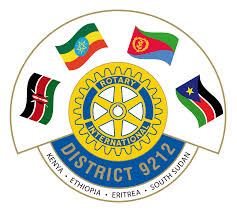 ROTARY
INTERNATIONAL
DISTRICT 9212
KENYA • ETHIOPIA • ERITREA • SOUTH SUDAN